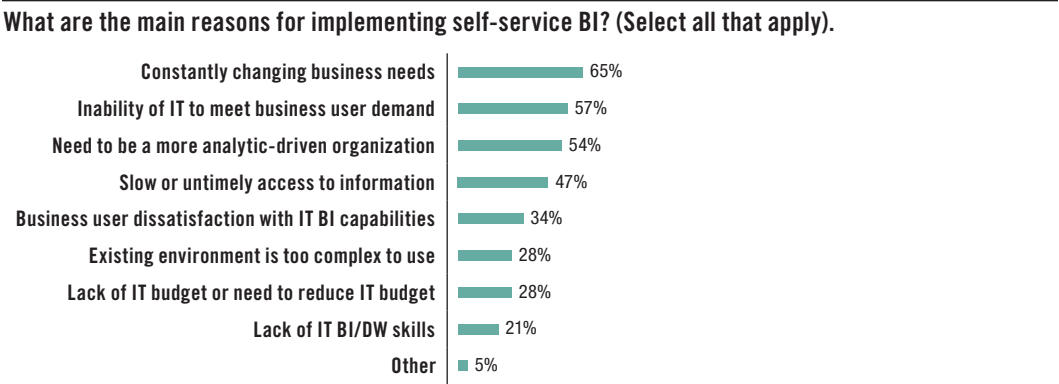 What are the main reasons for implementing self-service BI? (Select all that apply).
Constantly changing business needs 65%
Inability of IT to meet business user demand 57%
Need to be a more analytic-driven organization 54%
Slow or untimely access to information 47%
Business user dissatisfaction with IT BI capabilities 34%
Existing environment is too complex to use 28%
Lack of IT budget or need to reduce IT budget 28%
Lack of IT BI/DW skills 21%
Other 5%